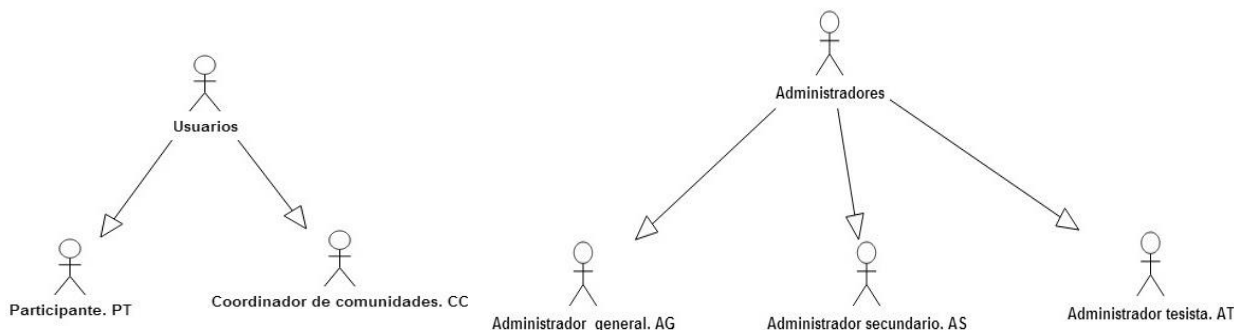 Usuarios
Participante. PT
Coordinador de comunidades. CC
Administradores
Administrador general. AG
Administrador secundario. AS
Administrador tesista. AT